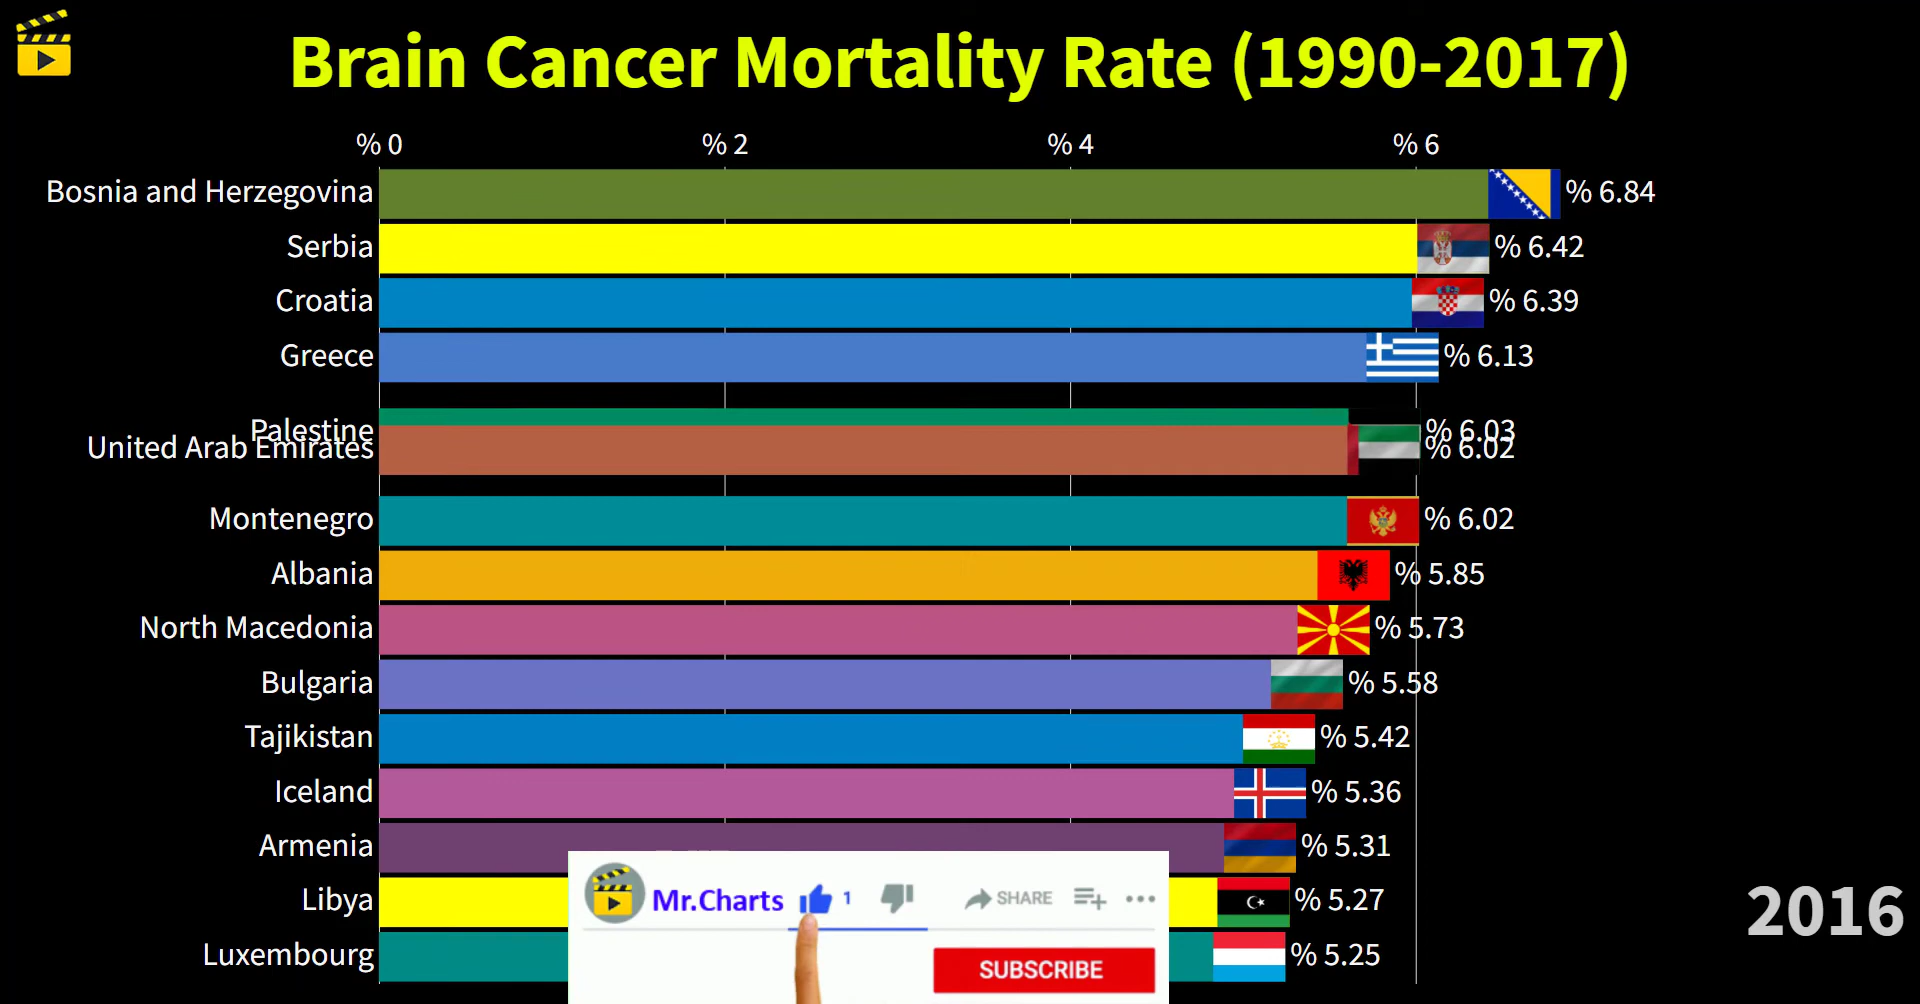 Brain Cancer Mortality Rate (1990-2017)
% 0 % 2 % 4 % 6
Bosnia and Herzegovina % 6.84
Serbia % 6.42
Croatia % 6.39
Greece % 6.13
Palestine % 6.03
United Arab Emirates % 6.02
Montenegro % 6.02
Albania % 5.85
North Macedonia % 5.73
Bulgaria % 5.58
Tajikistan % 5.42
Iceland % 5.36
Armenia % 5.31
Libya % 5.27
Luxembourg % 5.25
Mr.Charts 1 SHARE
SUBSCRIBE
2016